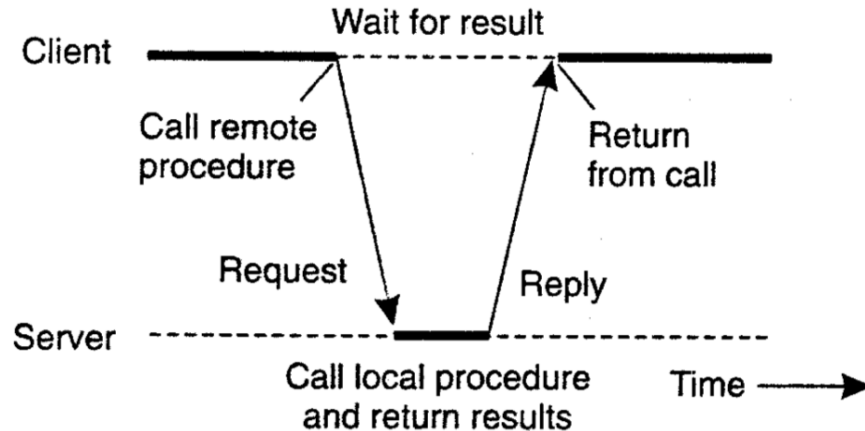 Wait for result
Client
Call remote
procedure
Return
from call
Request
Reply
Server
Call local procedure
and return results
Time